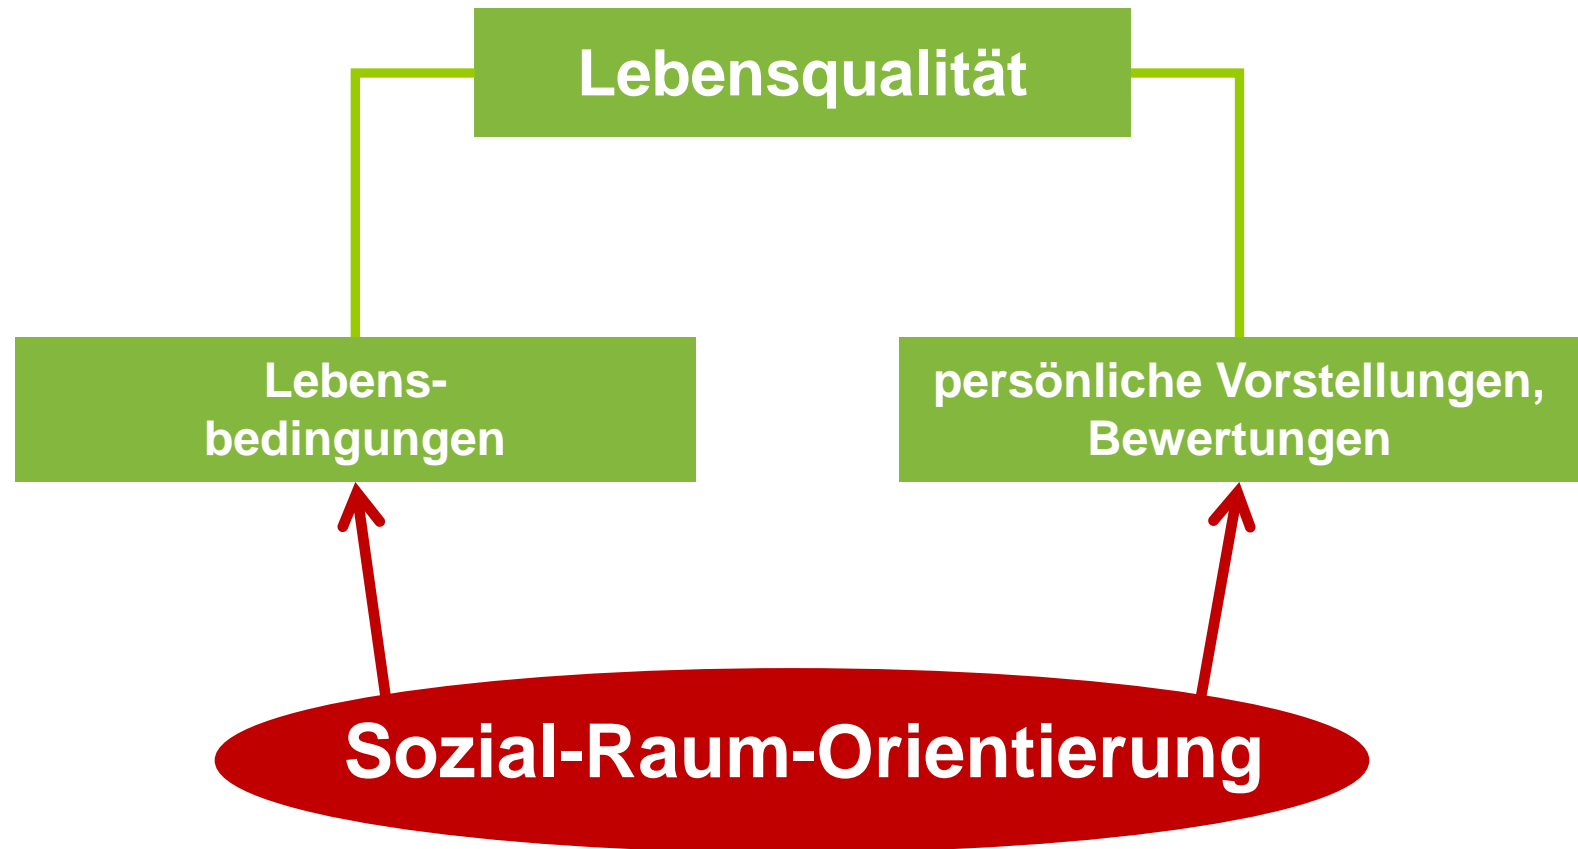 Lebensqualität
Lebens-
bedingungen
persönliche Vorstellungen,
Bewertungen
Sozial-Raum-Orientierung